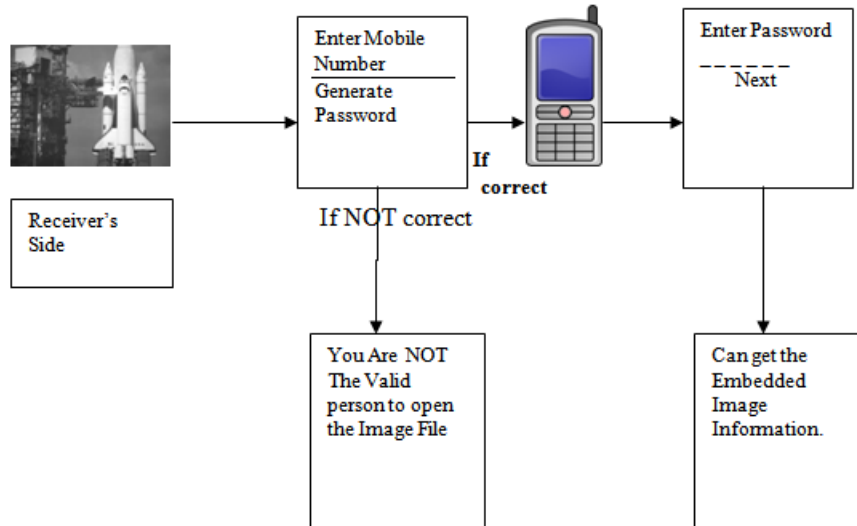 Enter Mobile
Number
Generate
Password
If
correct
Enter Password
_ _ _ _ _ _
Next
Receiver's
Side
If NOT correct
You Are NOT
The Valid
person to open
the Image File
Can get the
Embedded
Image
Information.